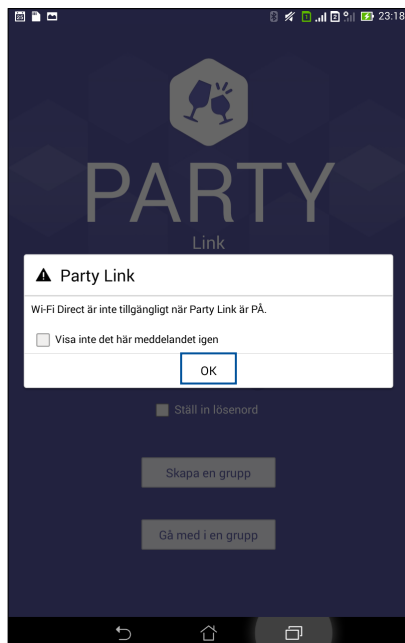 23:18
PARTY
Link
Party Link
Wi-Fi Direct är inte tillgängligt när Party Link är PÅ.
Visa inte det här meddelandet igen
OK
Ställ in lösenord
Skapa en grupp
Gå med i en grupp